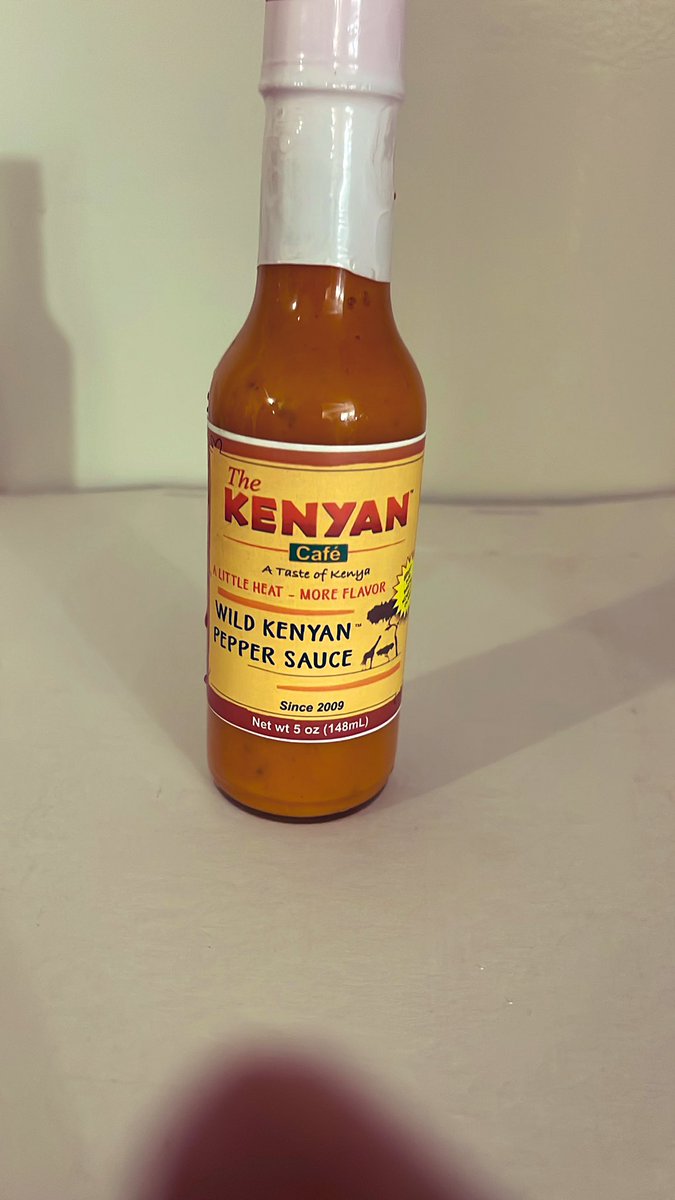 The
KENYAN™
Café
A Taste of Kenya
A LITTLE HEAT - MORE FLAVOR
WILD KENYAN™
PEPPER SAUCE
Since 2009
Net wt 5 oz (148mL)